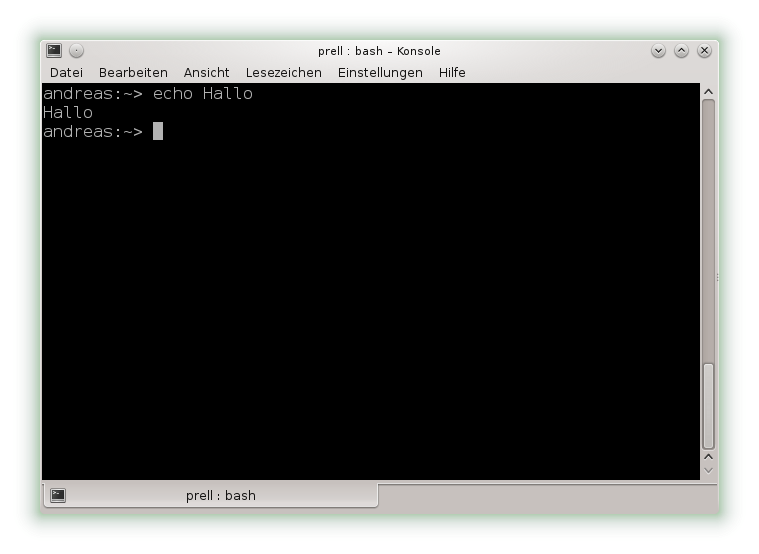 prell : bash – Konsole
Datei Bearbeiten Ansicht Lesezeichen Einstellungen Hilfe
andreas:~> echo Hallo
Hallo
andreas:~>
prell : bash